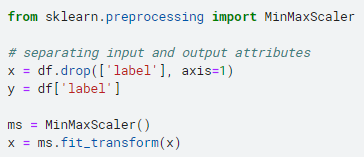 from sklearn.preprocessing import MinMaxScaler
# separating input and output attributes
x = df.drop(['label'], axis=1)
y = df['label']
ms = MinMaxScaler()
x = ms.fit_transform(x)